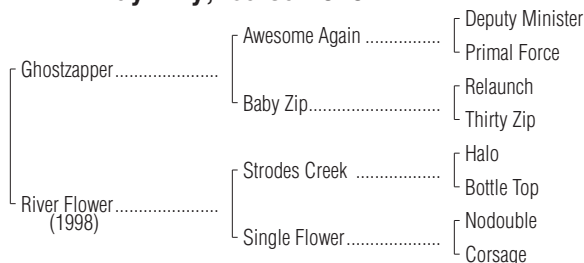 Deputy Minister
Awesome Again ................
Primal Force
Ghostzapper......................
Relaunch
Baby Zip............................
Thirty Zip
Halo
Strodes Creek ..................
Bottle Top
River Flower......................
(1998)
Nodouble
Single Flower....................
Corsage